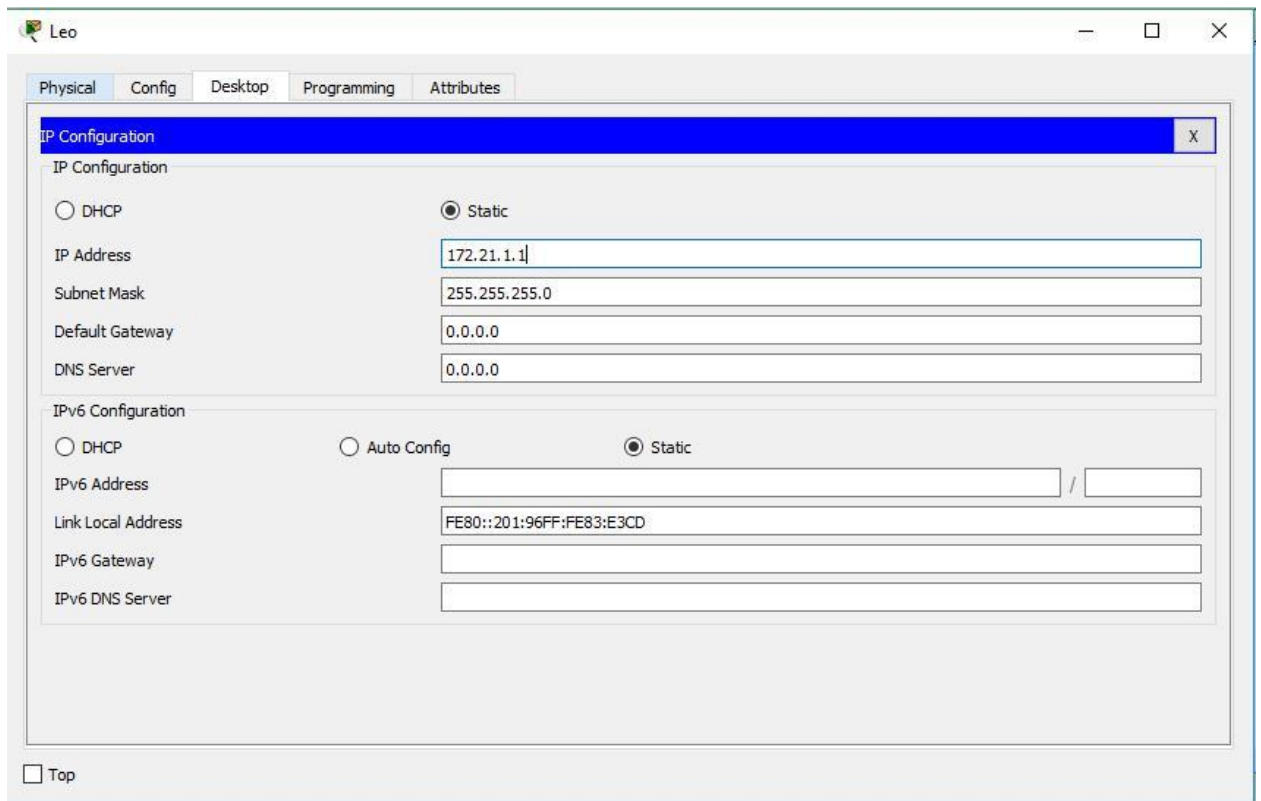 Leo
Physical Config Desktop Programming Attributes
IP Configuration X
IP Configuration
DHCP Static
IP Address 172.21.1.1
Subnet Mask 255.255.255.0
Default Gateway 0.0.0.0
DNS Server 0.0.0.0
IPv6 Configuration
DHCP Auto Config Static
IPv6 Address /
Link Local Address FE80::201:96FF:FE83:E3CD
IPv6 Gateway
IPv6 DNS Server
Top